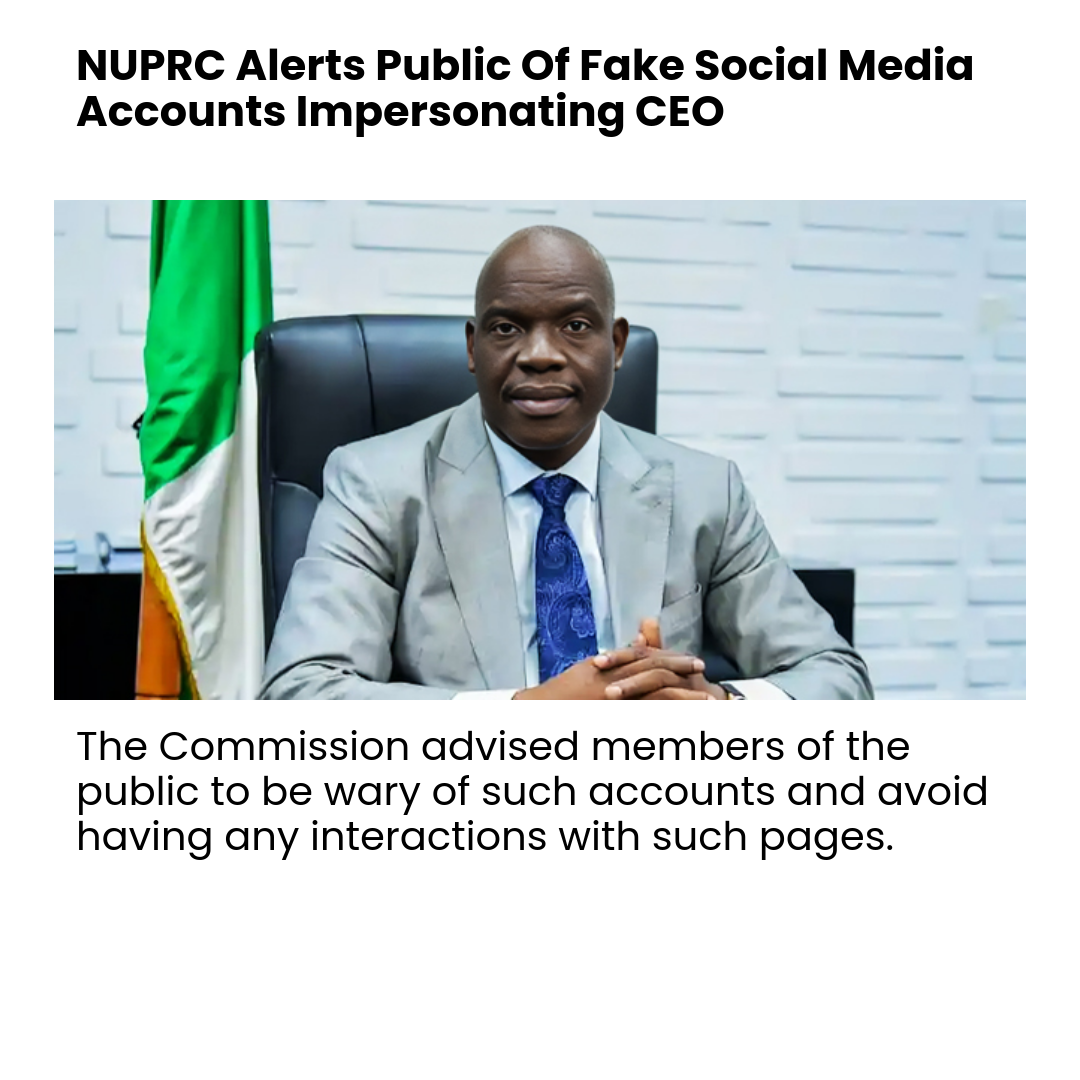 NUPRC Alerts Public Of Fake Social Media
Accounts Impersonating CEO
The Commission advised members of the
public to be wary of such accounts and avoid
having any interactions with such pages.